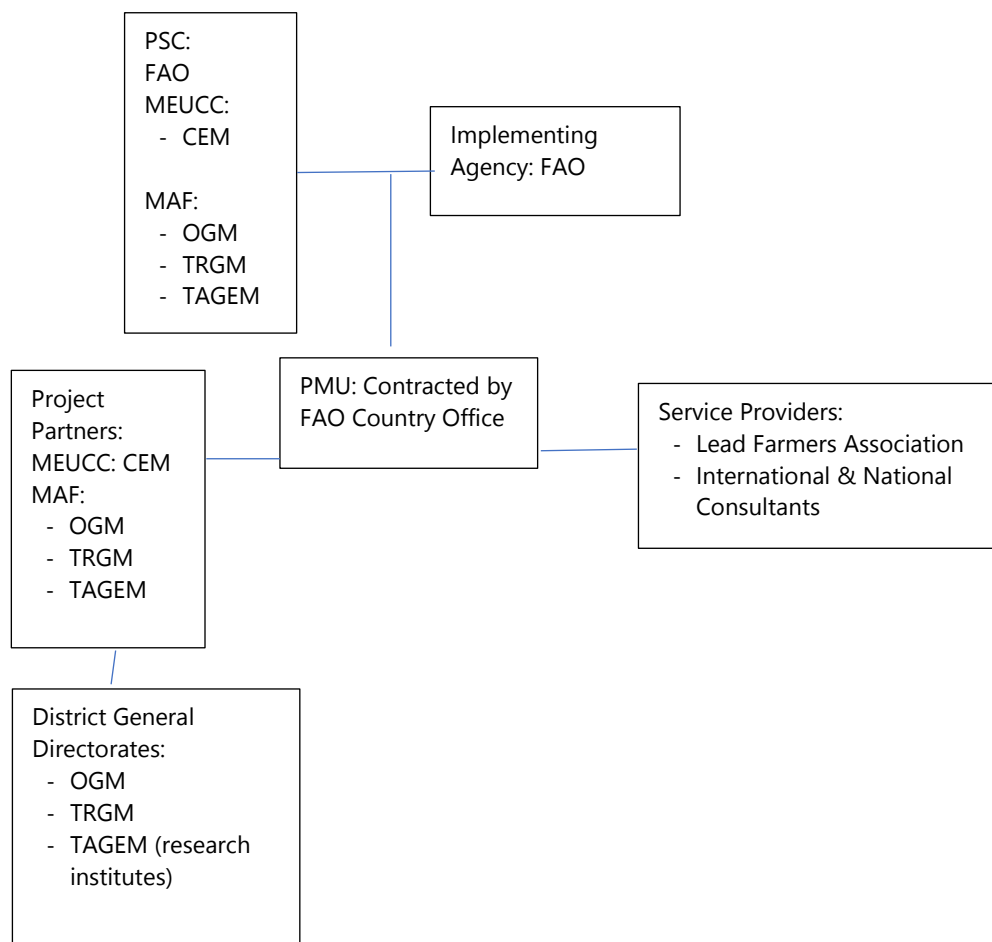 PSC:
FAO
MEUCC:
- CEM
MAF:
- OGM
- TRGM
- TAGEM
Implementing
Agency: FAO
PMU: Contracted by
FAO Country Office
Project
Partners:
MEUCC: CEM
MAF:
- OGM
- TRGM
- TAGEM
Service Providers:
- Lead Farmers Association
- International & National
Consultants
District General
Directorates:
- OGM
- TRGM
- TAGEM (research
institutes)